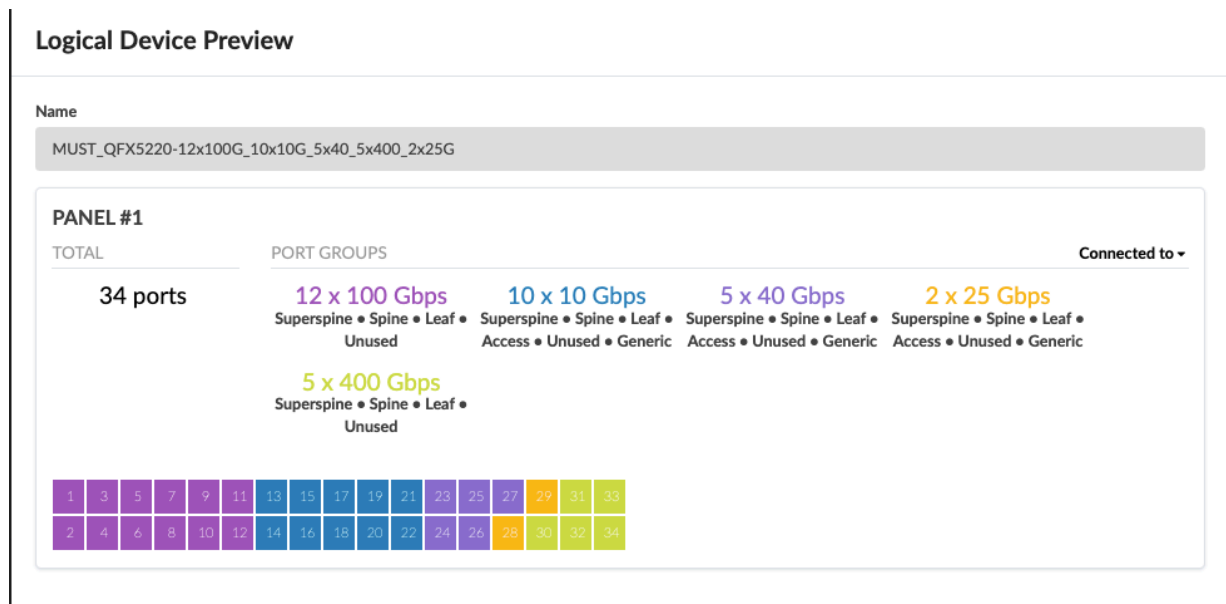 Logical Device Preview
Name
MUST_QFX5220-12x100G_10x10G_5x40_5x400_2x25G
PANEL #1
TOTAL
PORT GROUPS
Connected to
34 ports
12 x 100 Gbps
Superspine • Spine • Leaf •
Unused
10 x 10 Gbps
Superspine • Spine • Leaf •
Access • Unused • Generic
5 x 40 Gbps
Superspine • Spine • Leaf •
Access • Unused • Generic
2 x 25 Gbps
Superspine • Spine • Leaf •
Access • Unused • Generic
5 x 400 Gbps
Superspine • Spine • Leaf •
Unused
1 3 5 7 9 11 13 15 17 19 21 23 25 27 29 31 33
2 4 6 8 10 12 14 16 18 20 22 24 26 28 30 32 34